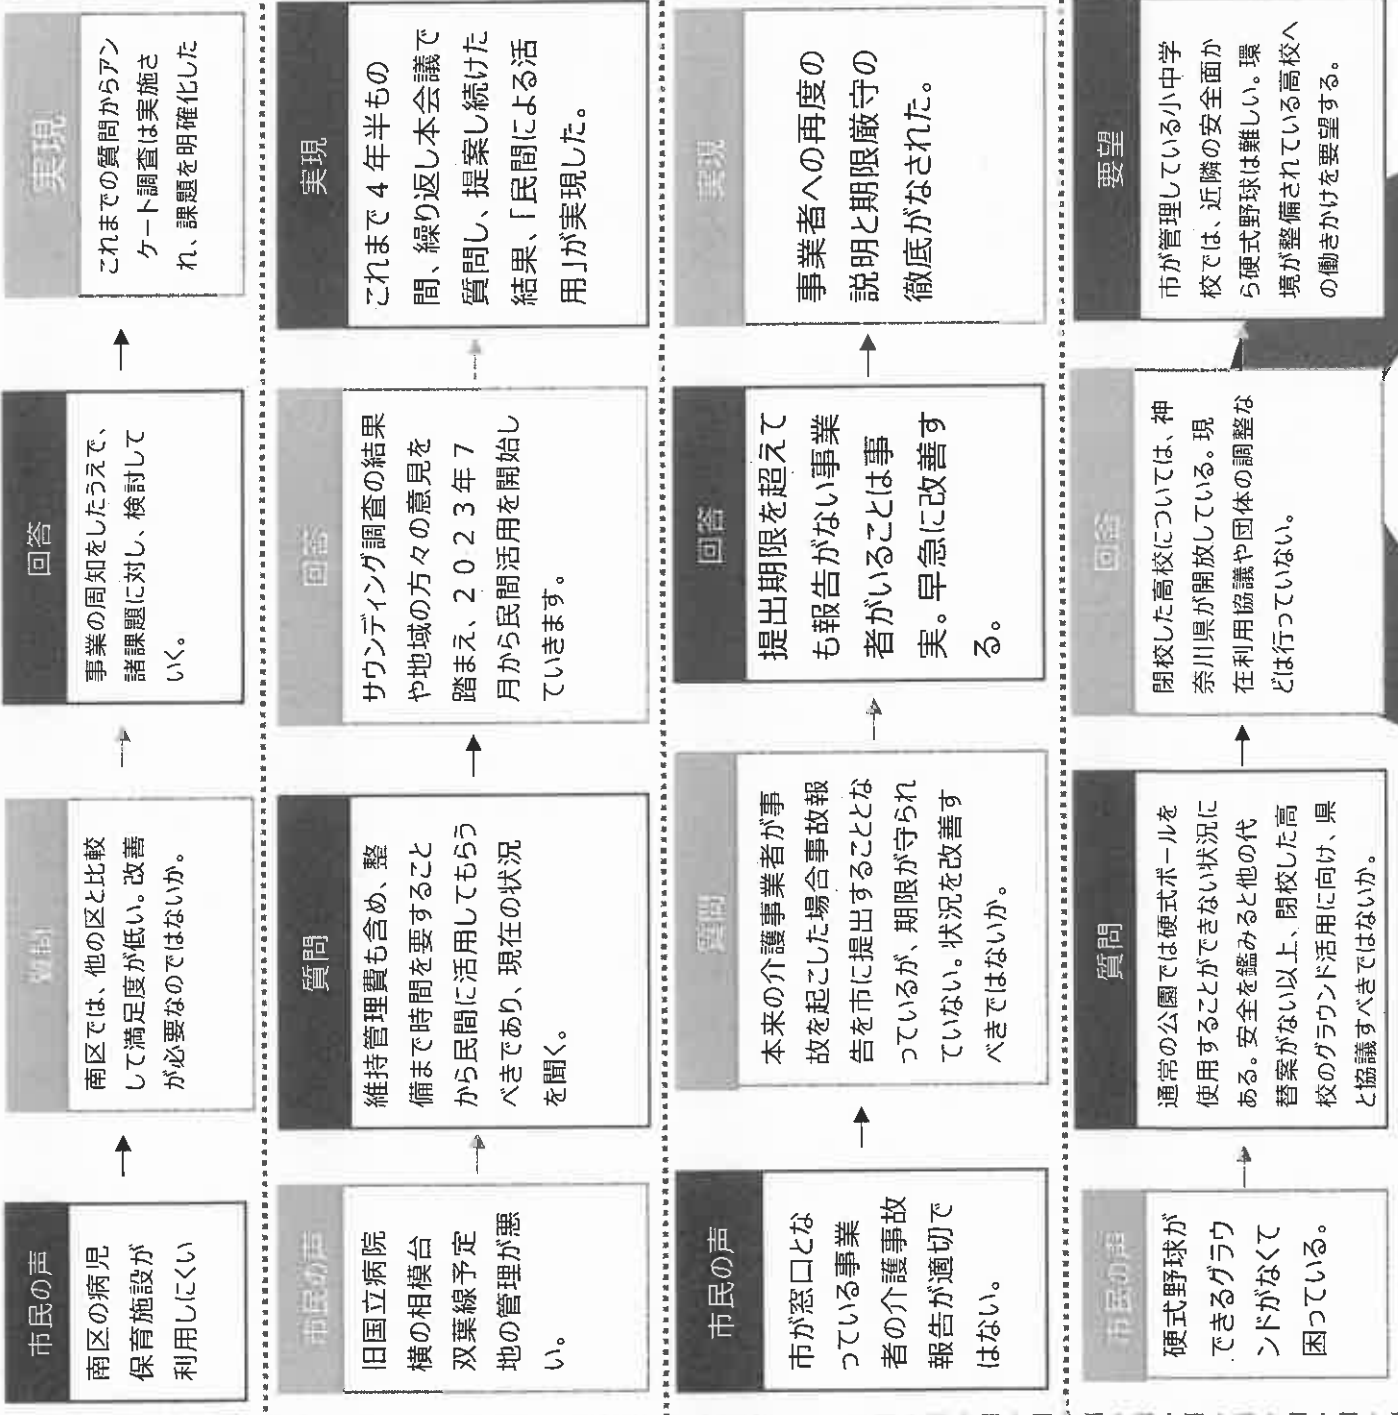 市民の声
南区の病児
保育施設が
利用しにくい
質問
南区では、他の区と比較
して満足度が低い。改善
が必要なのではないか。
回答
事業の周知をしたうえで、
諸課題に対し、検討して
いく。
実現
これまでの質問からアン
ケート調査は実施さ
れ、課題を明確化した
市民の声
旧国立病院
横の相模台
双葉線予定
地の管理が悪
い。
質問
維持管理費も含め、整
備まで時間を要すること
から民間に活用してもらう
べきであり、現在の状況
を聞く。
回答
サウンディング調査の結果
や地域の方々の意見を
踏まえ、2023年7
月から民間活用を開始し
ていきます。
実現
これまで4年半もの
間、繰り返し本会議で
質問し、提案し続けた
結果、「民間による活
用」が実現した。
市民の声
市が窓口とな
っている事業
者の介護事故
報告が適切で
はない。
質問
本来の介護事業者が事
故を起こした場合事故報
告を市に提出することとな
っているが、期限が守られ
ていない。状況を改善す
べきではないか。
回答
提出期限を超えて
も報告がない事業
者がいることは事
実。早急に改善す
る。
実現
事業者への再度の
説明と期限厳守の
徹底がなされた。
市民の声
硬式野球が
できるグラウ
ンドがなくて
困っている。
質問
通常の公園では硬式ボールを
使用することができない状況に
ある。安全を鑑みると他の代
替案がない以上、閉校した高
校のグラウンド活用に向け、県
と協議すべきではないか。
回答
閉校した高校については、神
奈川県が開放している。現
在利用協議や団体の調整な
どは行っていない。
要望
市が管理している小中学
校では、近隣の安全面か
ら硬式野球は難しい。環
境が整備されている高校へ
の働きかけを要望する。